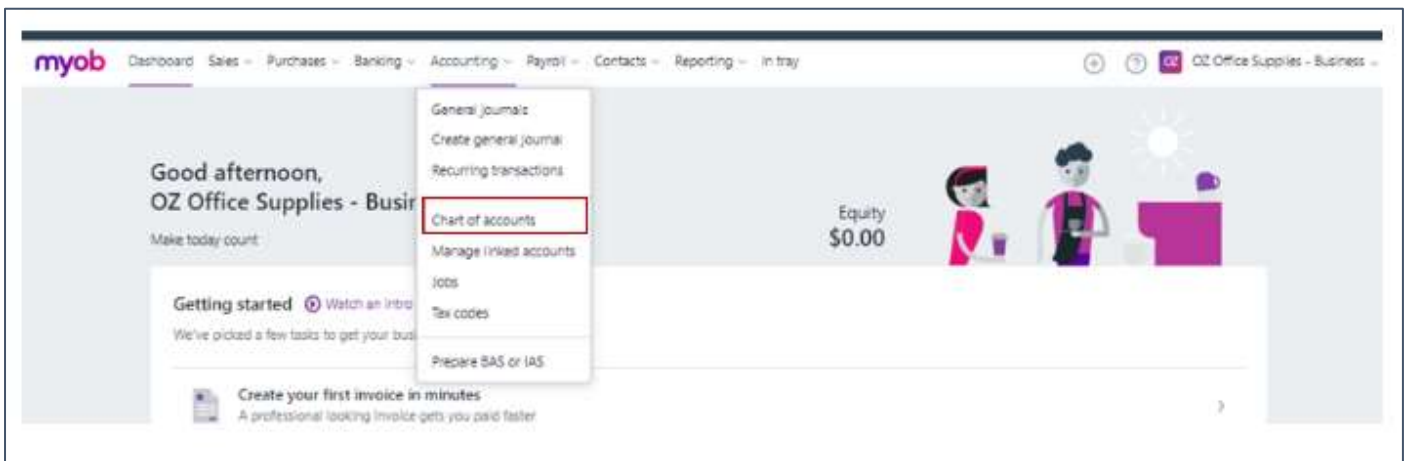 myob Dashboard Sales Purchases Banking Accounting Payroll Contacts Reporting In tray OZ OZ Office Supplies - Business
General journals
Create general journal
Recurring transactions
Chart of accounts
Manage linked accounts
Jobs
Tax codes
Prepare BAS or IAS
Good afternoon,
OZ Office Supplies - Busin
Make today count
Equity
$0.00
Getting started Watch an intro
We've picked a few tasks to get your busi
Create your first invoice in minutes
A professional looking invoice gets you paid faster